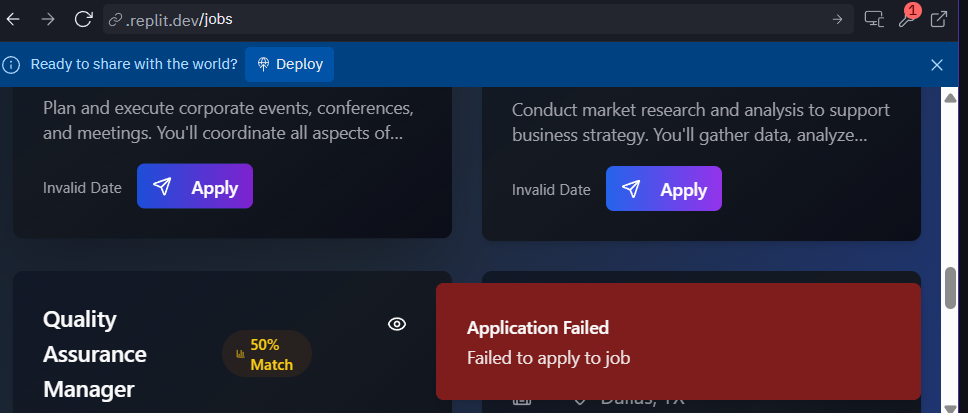 .replit.dev/jobs
1
Ready to share with the world?
Deploy
Plan and execute corporate events, conferences,
and meetings. You'll coordinate all aspects of...
Invalid Date
Apply
Conduct market research and analysis to support
business strategy. You'll gather data, analyze...
Invalid Date
Apply
Quality
Assurance
Manager
50%
Match
Application Failed
Failed to apply to job
Dallas, TX